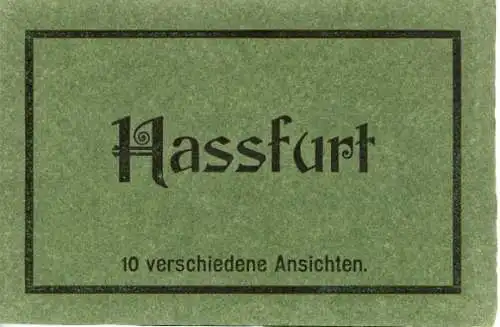 Hassfurt
10 verschiedene Ansichten.